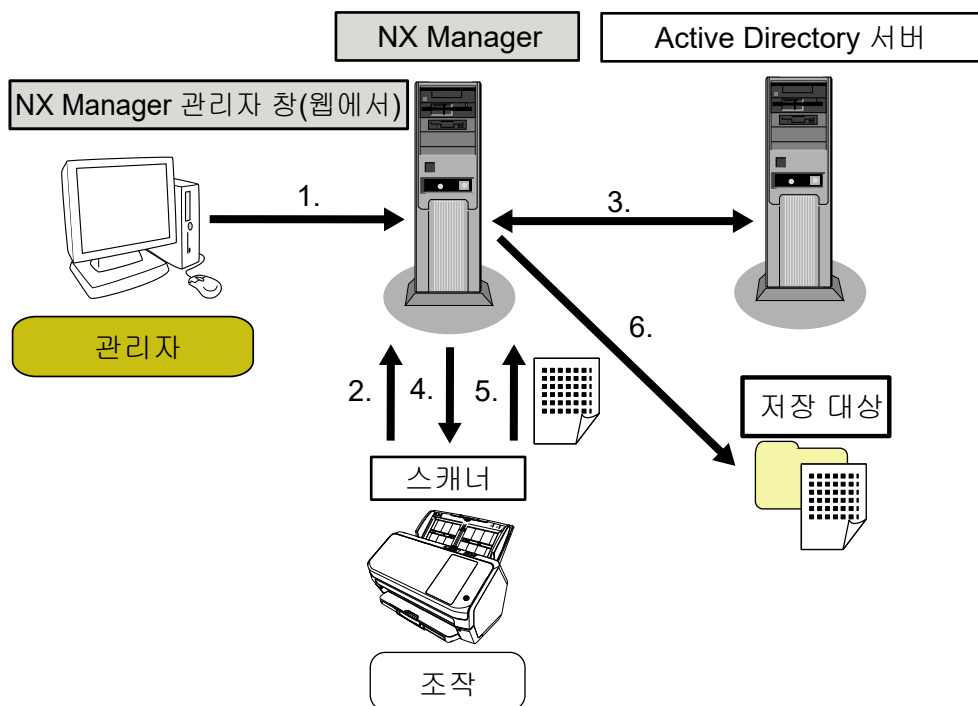 NX Manager
Active Directory 서버
NX Manager 관리자 창(웹에서)
1.
3.
관리자
6.
2.
4.
5.
저장 대상
스캐너
조작